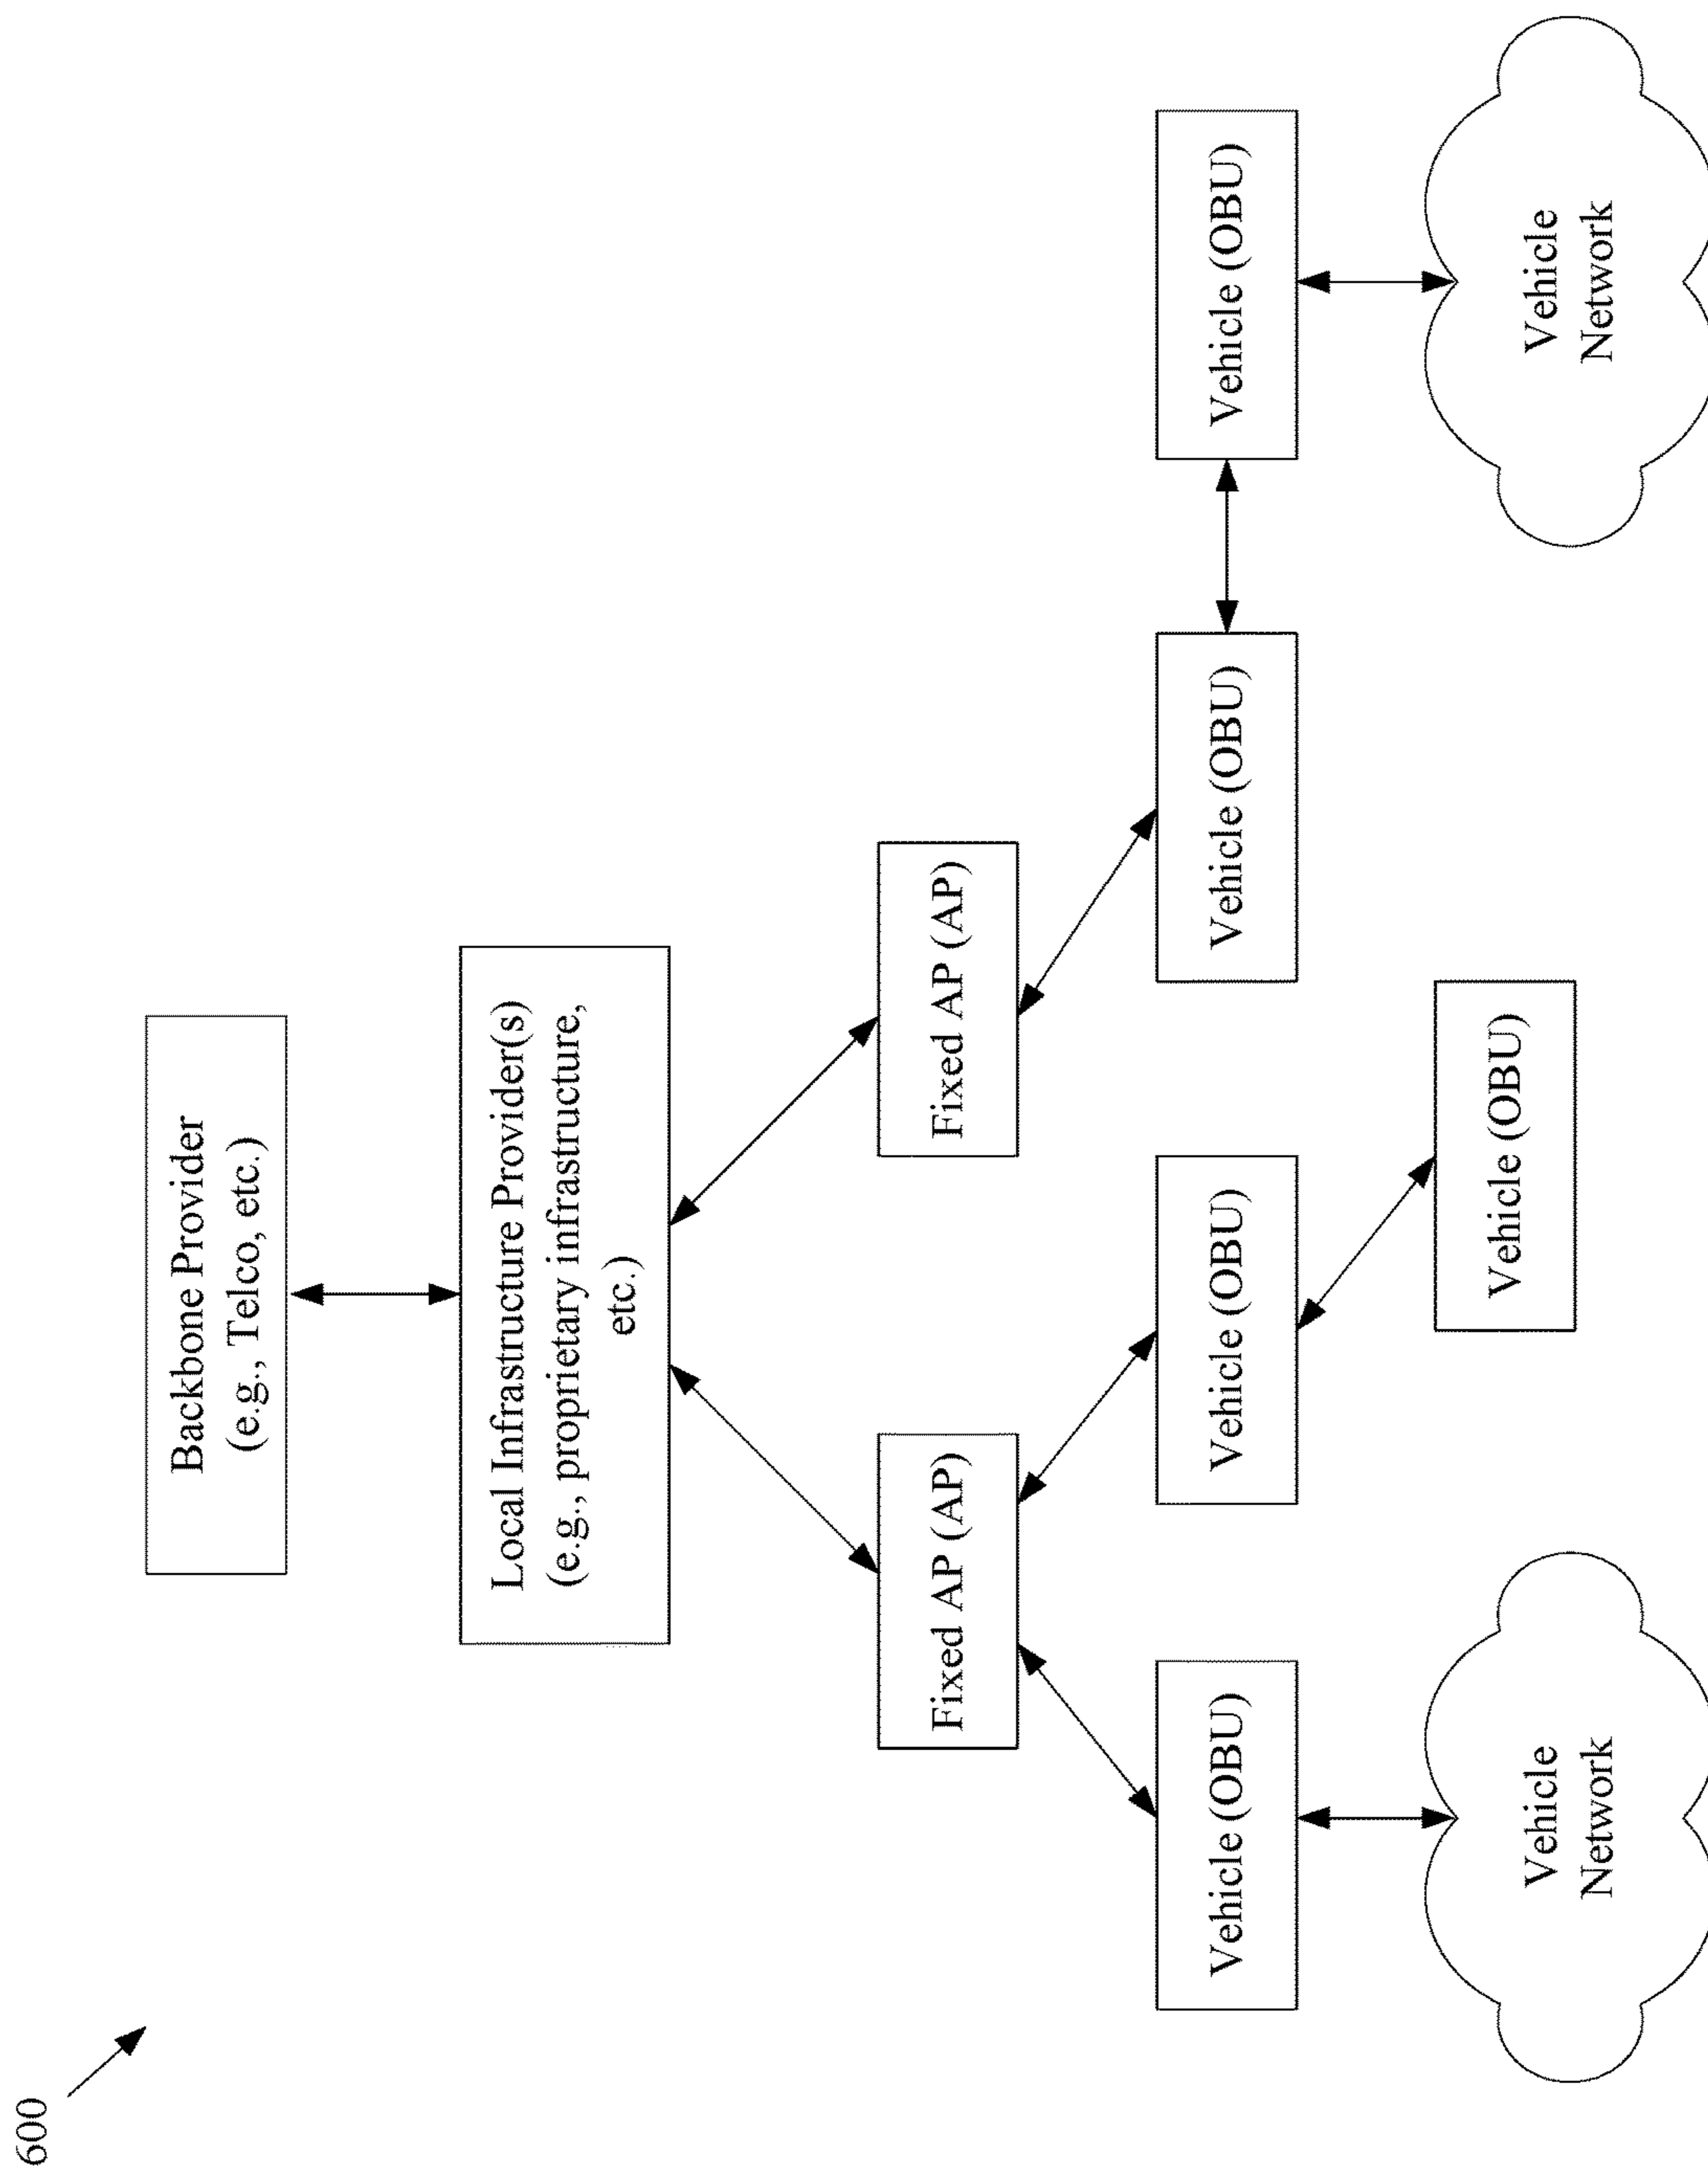 600
Backbone Provider
(e.g., Telco, etc.)
Local Infrastructure Provider(s)
(e.g., proprietary infrastructure,
etc.)
Fixed AP (AP)
Fixed AP (AP)
Vehicle (OBU)
Vehicle (OBU)
Vehicle (OBU)
Vehicle (OBU)
Vehicle
Network
Vehicle (OBU)
Vehicle
Network